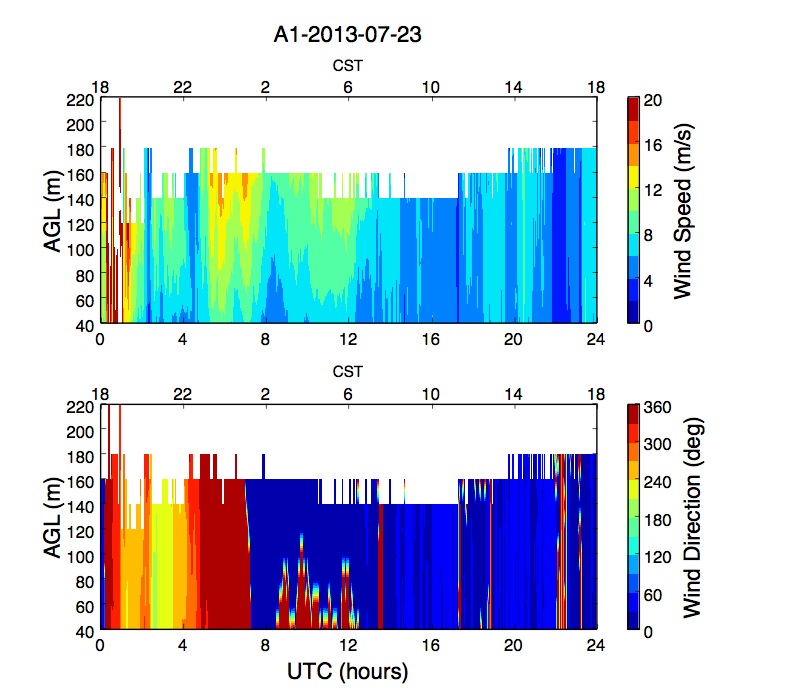 A1-2013-07-23
CST
18 22 2 6 10 14 18
220
200
180
160
140
120
100
80
60
40
AGL (m)
0 4 8 12 16 20 24
20
16
12
8
4
0
Wind Speed (m/s)
CST
18 22 2 6 10 14 18
220
200
180
160
140
120
100
80
60
40
AGL (m)
0 4 8 12 16 20 24
UTC (hours)
360
300
240
180
120
60
0
Wind Direction (deg)